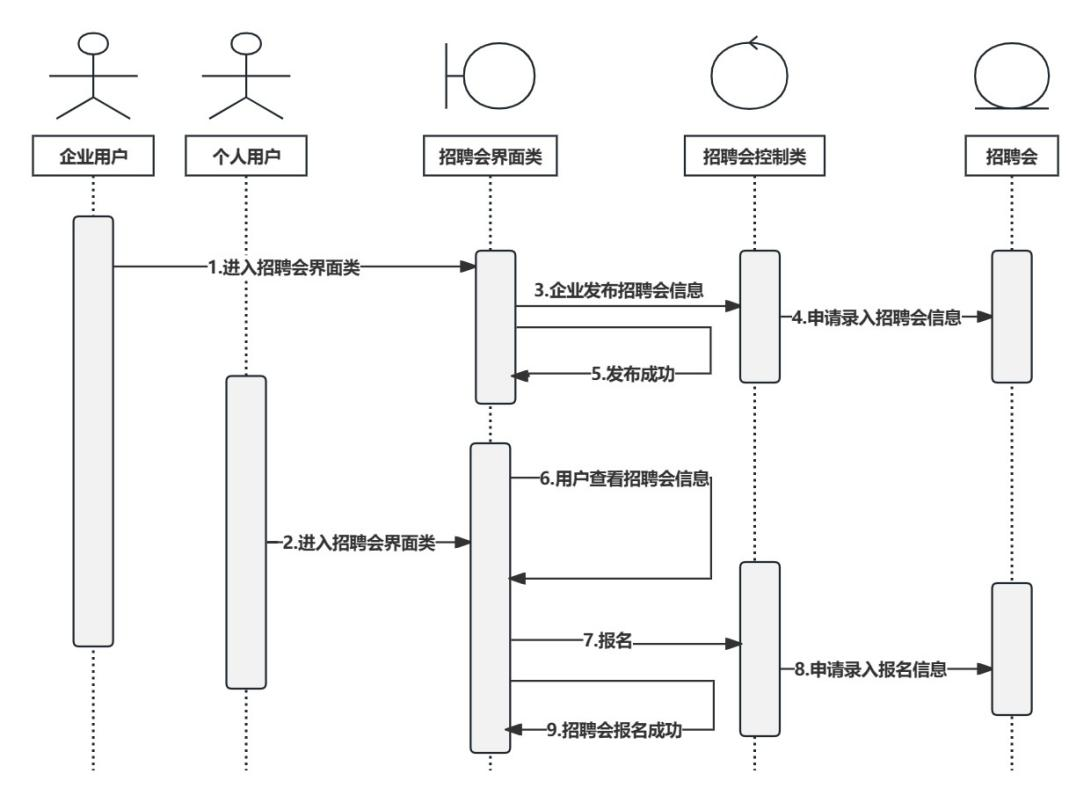 企业用户
个人用户
招聘会界面类
招聘会控制类
招聘会
1.进入招聘会界面类
3.企业发布招聘会信息
4.申请录入招聘会信息
5.发布成功
6.用户查看招聘会信息
2.进入招聘会界面类
7.报名
8.申请录入报名信息
9.招聘会报名成功